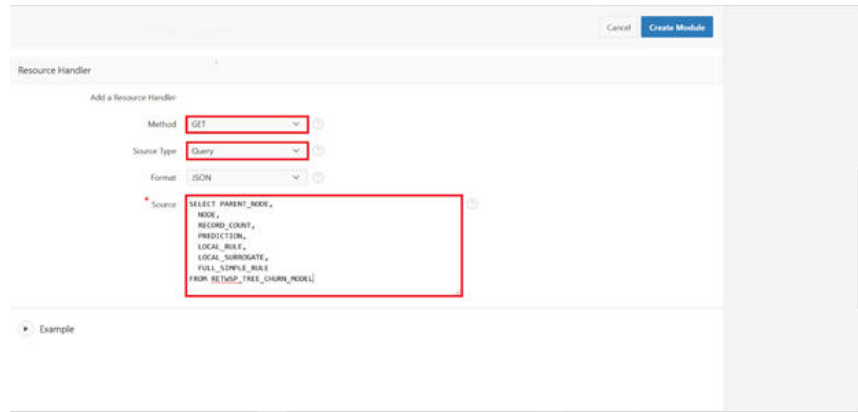 Cancel
Create Module
Resource Handler
Add a Resource Handler
Method GET
Source Type Query
Format JSON
* Source
SELECT PARENT_NODE,
NODE,
RECORD_COUNT,
PREDICTION,
LOCAL_RULE,
LOCAL_SURROGATE,
FULL_SIMPLE_RULE
FROM RETWSP_TREE_CHURN_MODEL
Example